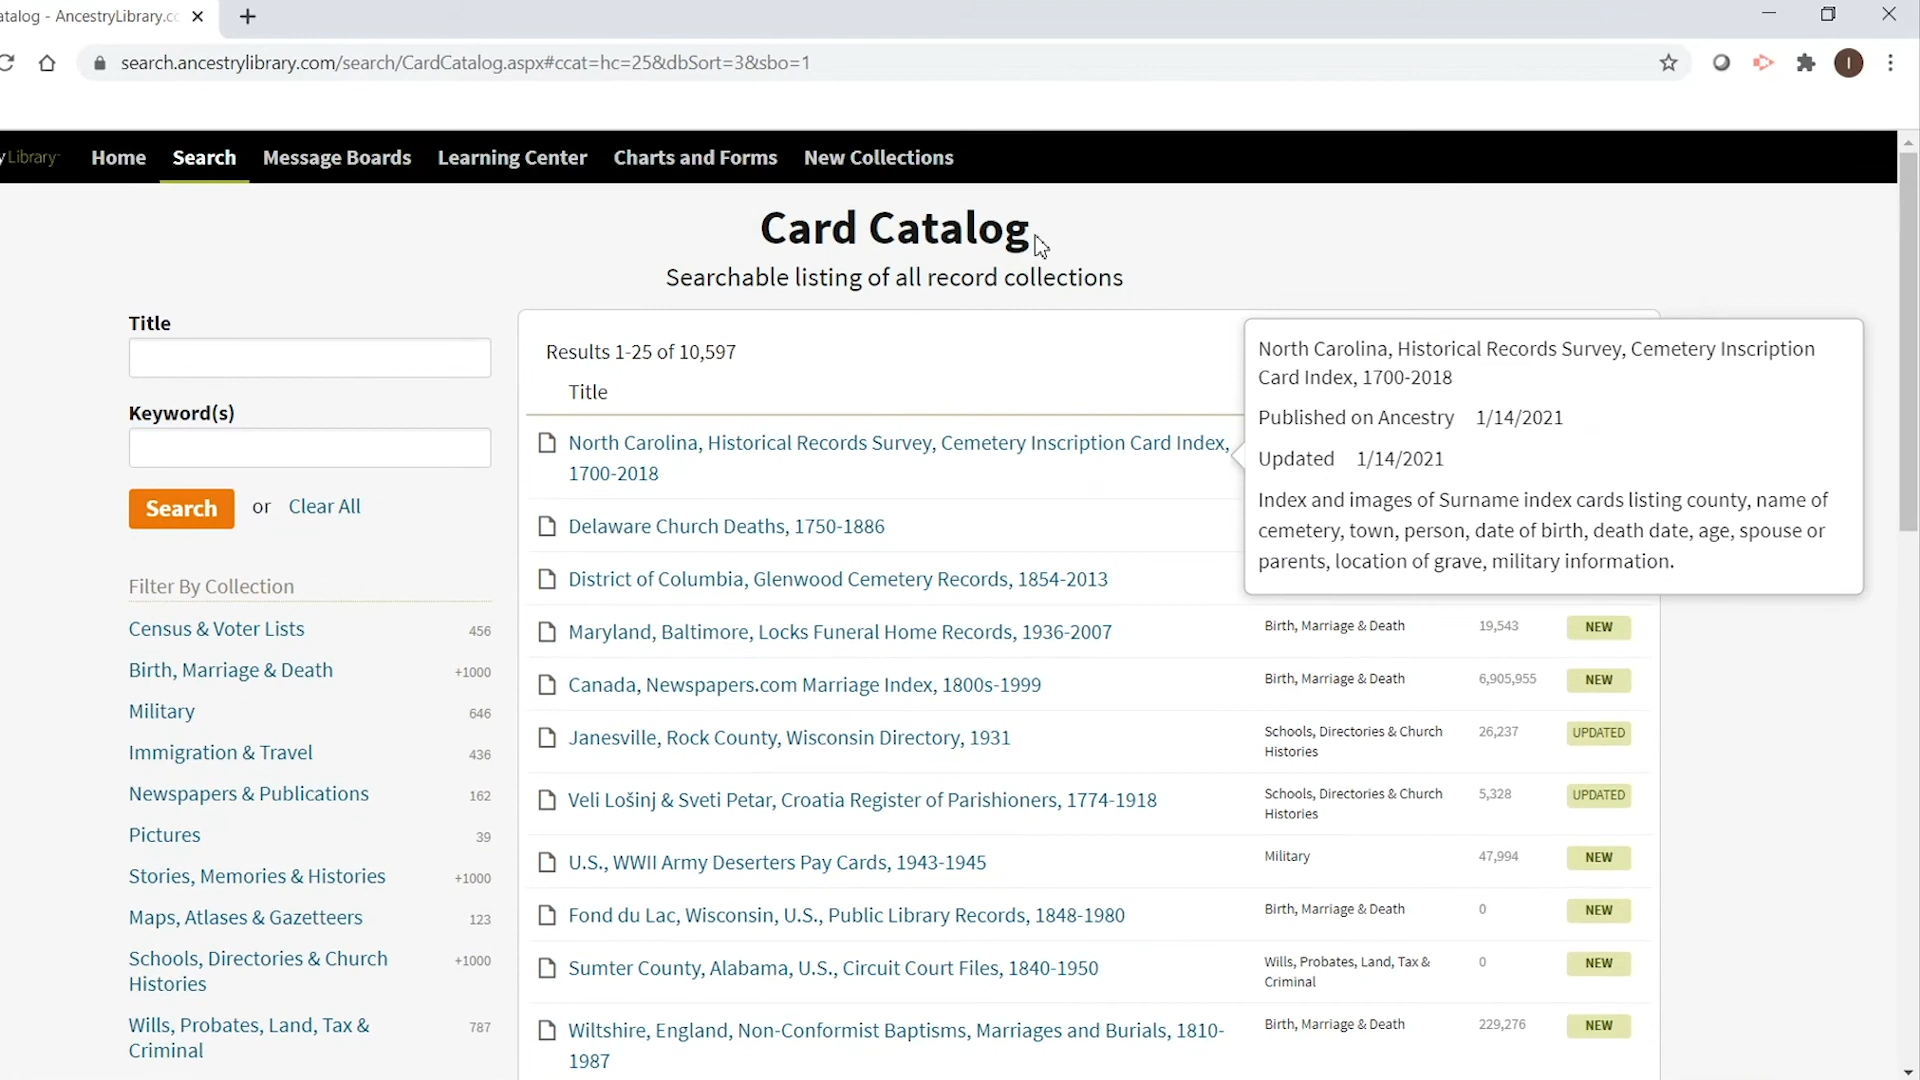 atalog - AncestryLibrary.cc
search.ancestrylibrary.com/search/CardCatalog.aspx#ccat=hc=25&dbSort=3&sbo=1
I
y Library
Home Search Message Boards Learning Center Charts and Forms New Collections
Card Catalog
Searchable listing of all record collections
Title
Keyword(s)
Search or Clear All
Filter By Collection
Census & Voter Lists 456
Birth, Marriage & Death +1000
Military 646
Immigration & Travel 436
Newspapers & Publications 162
Pictures 39
Stories, Memories & Histories +1000
Maps, Atlases & Gazetteers 123
Schools, Directories & Church +1000
Histories
Wills, Probates, Land, Tax & 787
Criminal
Results 1-25 of 10,597
Title
North Carolina, Historical Records Survey, Cemetery Inscription Card Index,
1700-2018
Delaware Church Deaths, 1750-1886
District of Columbia, Glenwood Cemetery Records, 1854-2013
Maryland, Baltimore, Locks Funeral Home Records, 1936-2007 Birth, Marriage & Death 19,543 NEW
Canada, Newspapers.com Marriage Index, 1800s-1999 Birth, Marriage & Death 6,905,955 NEW
Janesville, Rock County, Wisconsin Directory, 1931 Schools, Directories & Church 26,237 UPDATED
Histories
Veli Lošinj & Sveti Petar, Croatia Register of Parishioners, 1774-1918 Schools, Directories & Church 5,328 UPDATED
Histories
U.S., WWII Army Deserters Pay Cards, 1943-1945 Military 47,994 NEW
Fond du Lac, Wisconsin, U.S., Public Library Records, 1848-1980 Birth, Marriage & Death 0 NEW
Sumter County, Alabama, U.S., Circuit Court Files, 1840-1950 Wills, Probates, Land, Tax & 0 NEW
Criminal
Wiltshire, England, Non-Conformist Baptisms, Marriages and Burials, 1810- Birth, Marriage & Death 229,276 NEW
1987
North Carolina, Historical Records Survey, Cemetery Inscription
Card Index, 1700-2018
Published on Ancestry 1/14/2021
Updated 1/14/2021
Index and images of Surname index cards listing county, name of
cemetery, town, person, date of birth, death date, age, spouse or
parents, location of grave, military information.